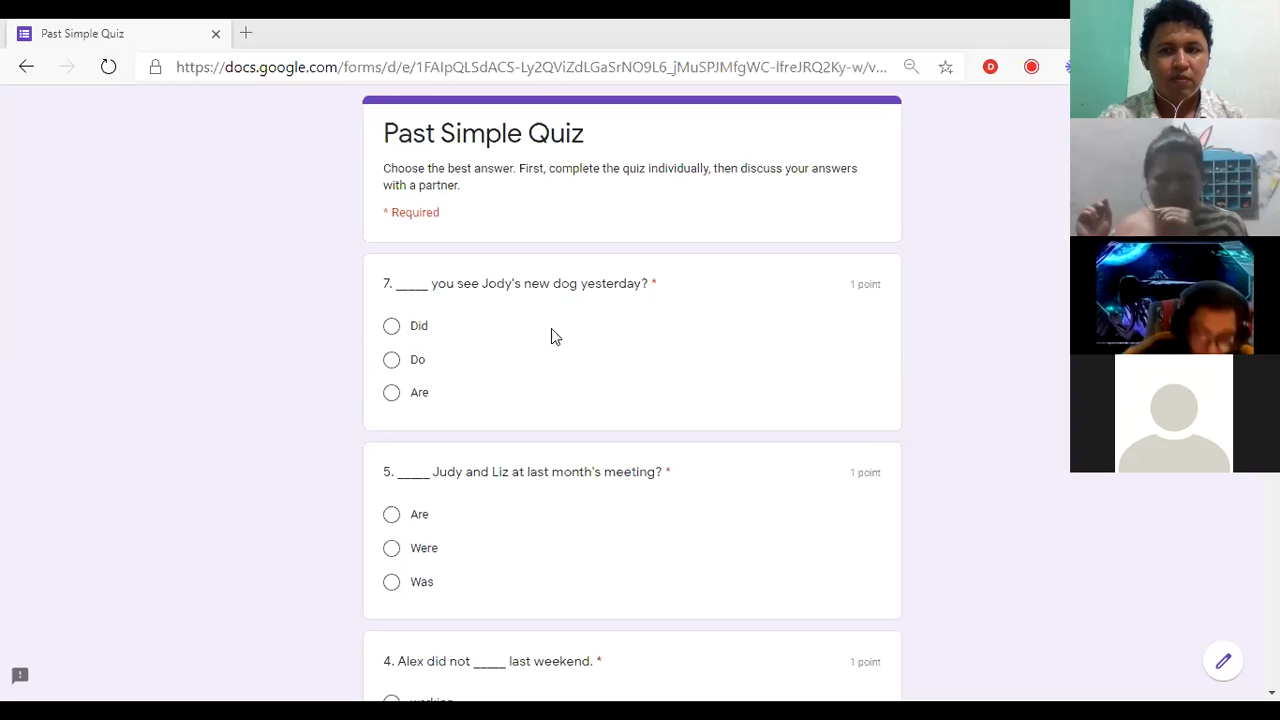 Past Simple Quiz
https://docs.google.com/forms/d/e/1FAIpQLSdACS-Ly2QViZdLGaSrNO9L6_jMuSPJMfgWC-lfreJRQ2Ky-w/v...
D
Past Simple Quiz
Choose the best answer. First, complete the quiz individually, then discuss your answers
with a partner.
* Required
7. _____ you see Jody's new dog yesterday? *
1 point
Did
Do
Are
5. _____ Judy and Liz at last month's meeting? *
1 point
Are
Were
Was
4. Alex did not _____ last weekend. *
1 point